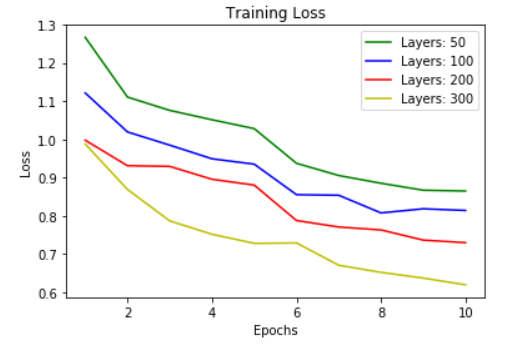 Training Loss
1.3
1.2
1.1
1.0
0.9
0.8
0.7
0.6
Loss
Layers: 50
Layers: 100
Layers: 200
Layers: 300
2 4 6 8 10
Epochs